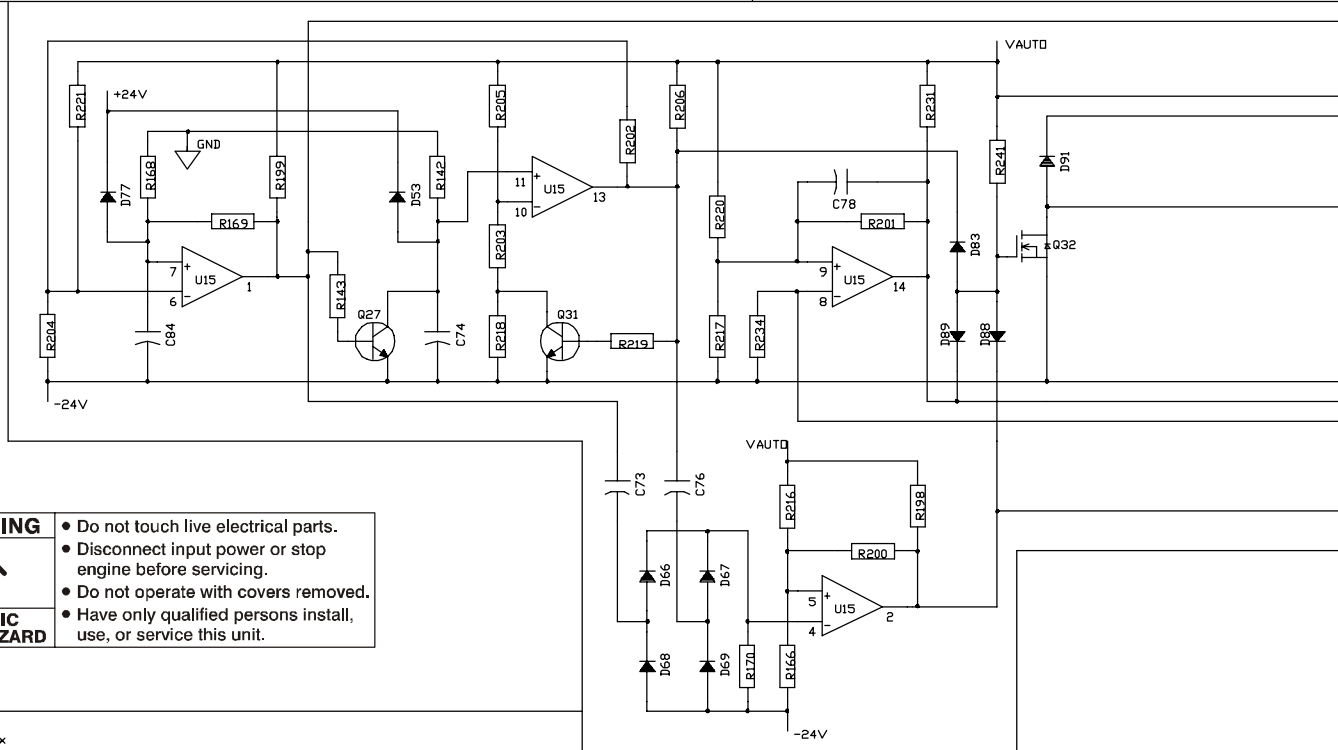 VAUTO
R221
+24V
R205
R206
R231
R202
GND
R168
R199
R142
R241
D91
D77
D53
11
+
U15
13
10
−
C78
R220
R169
R203
R201
D83
Q32
7
+
U15
1
6
−
9
+
U15
14
8
−
R143
R204
C84
Q27
C74
R218
Q31
R219
R217
R234
D89
D88
-24V
VAUTO
C73
C76
R216
R198
ING
• Do not touch live electrical parts.
• Disconnect input power or stop
engine before servicing.
• Do not operate with covers removed.
• Have only qualified persons install,
use, or service this unit.
IC
ZARD
R200
D66
D67
5
+
U15
2
4
−
D68
D69
R170
R166
-24V
x